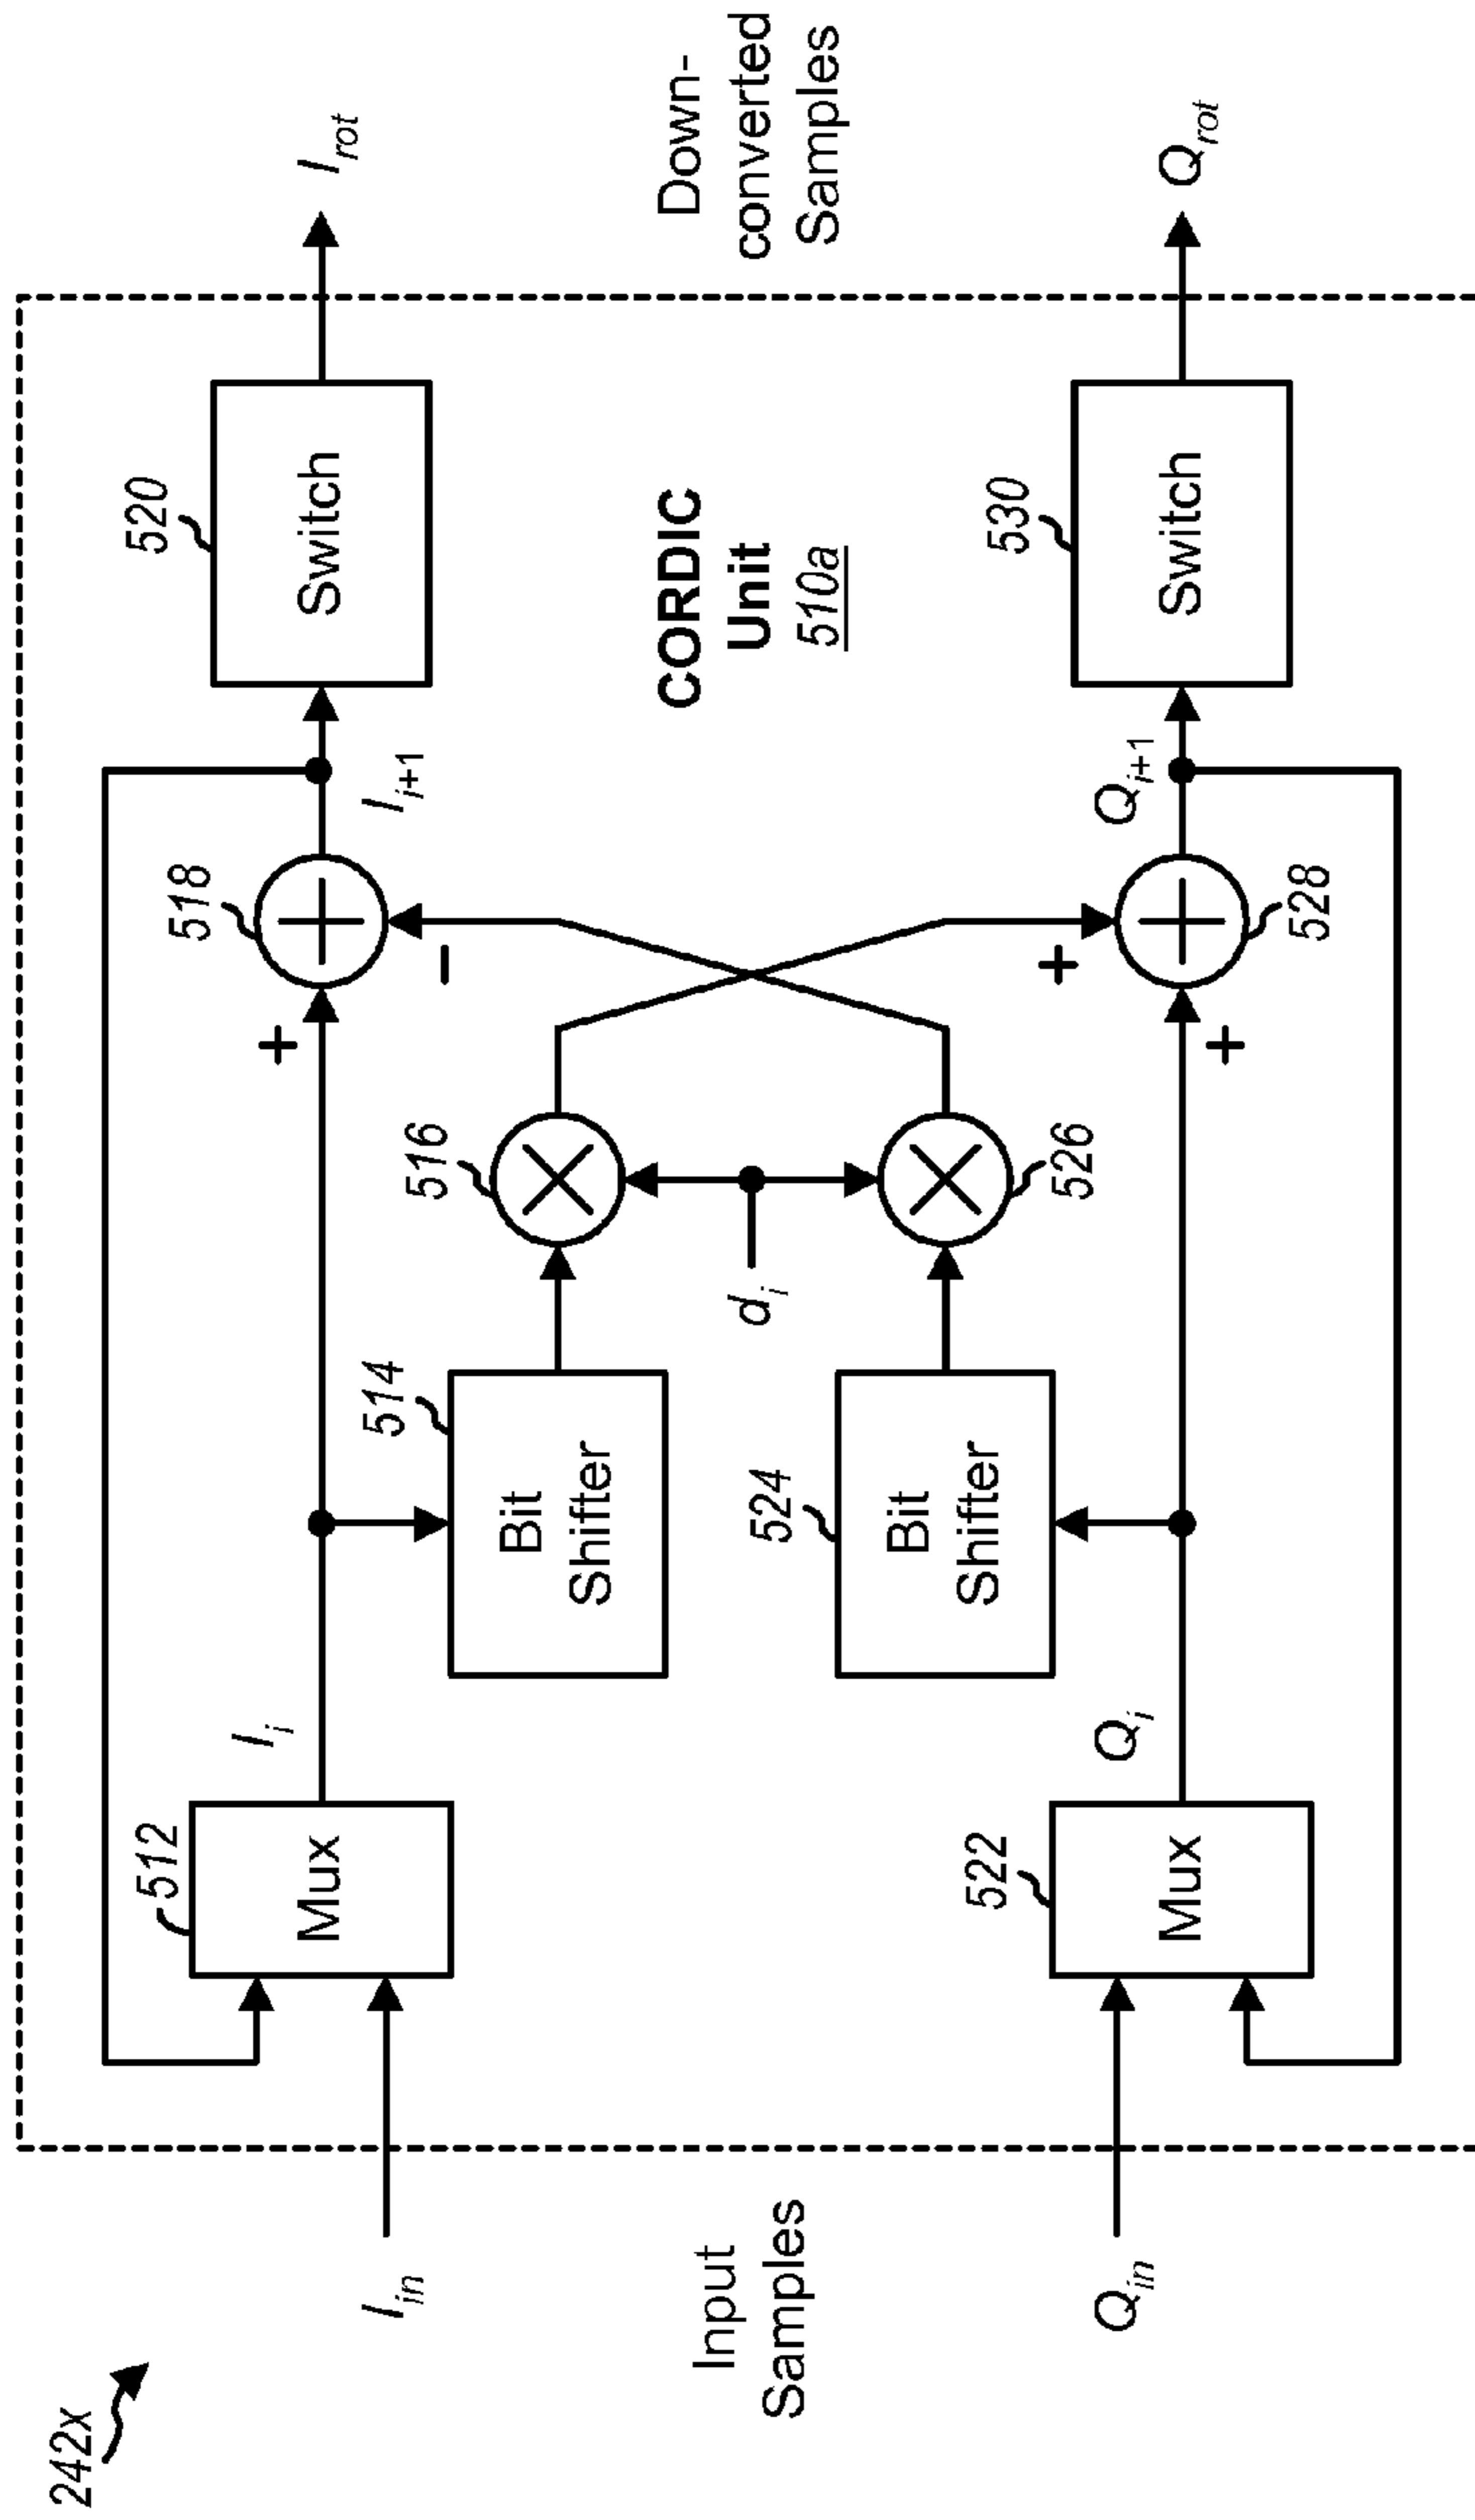 242x
Input
Samples
I_in
Q_in
512
Mux
I_i
522
Mux
Q_i
514
Bit
Shifter
524
Bit
Shifter
516
d_i
526
+
−
518
I_i+1
+
+
528
Q_i+1
520
Switch
CORDIC
Unit
510a
530
Switch
I_rot
Down-
converted
Samples
Q_rot